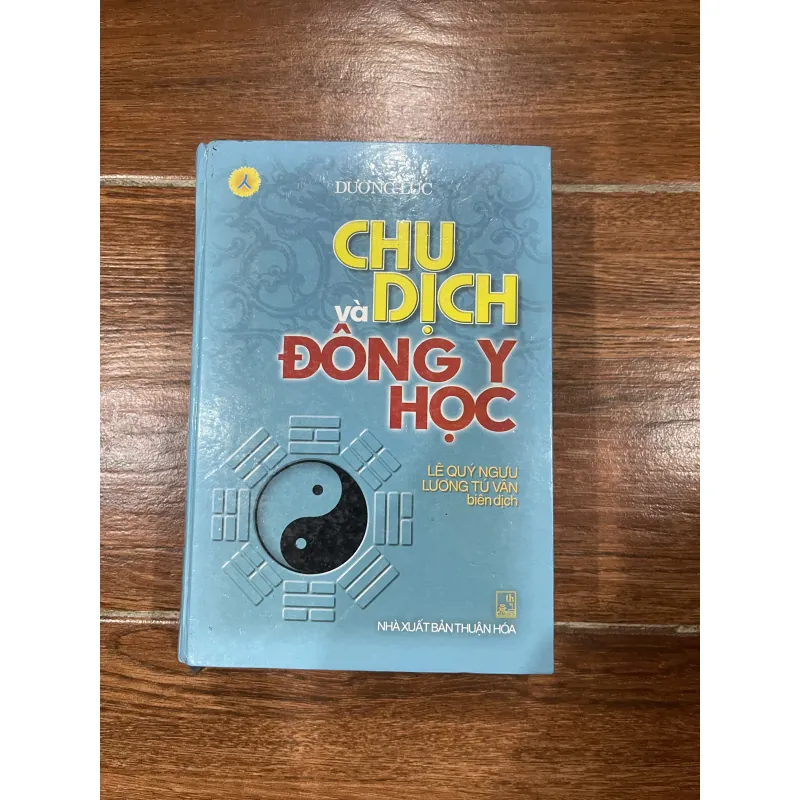 DƯƠNG LỰC
CHU
và DỊCH
ĐÔNG Y
HỌC
LÊ QUÝ NGƯU
LƯƠNG TÚ VÂN
biên dịch
th
NHÀ XUẤT BẢN THUẬN HÓA